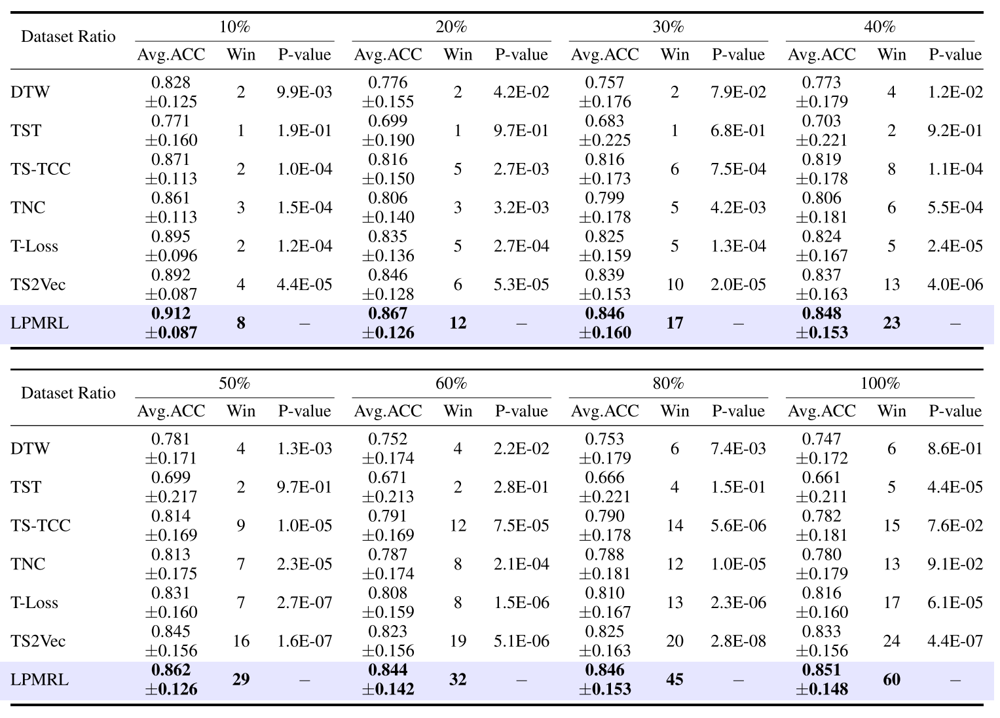 Dataset Ratio 10% 20% 30% 40%
Avg.ACC Win P-value Avg.ACC Win P-value Avg.ACC Win P-value Avg.ACC Win P-value
DTW 0.828 ±0.125 2 9.9E-03 0.776 ±0.155 2 4.2E-02 0.757 ±0.176 2 7.9E-02 0.773 ±0.179 4 1.2E-02
TST 0.771 ±0.160 1 1.9E-01 0.699 ±0.190 1 9.7E-01 0.683 ±0.225 1 6.8E-01 0.703 ±0.221 2 9.2E-01
TS-TCC 0.871 ±0.113 2 1.0E-04 0.816 ±0.150 5 2.7E-03 0.816 ±0.173 6 7.5E-04 0.819 ±0.178 8 1.1E-04
TNC 0.861 ±0.113 3 1.5E-04 0.806 ±0.140 3 3.2E-03 0.799 ±0.178 5 4.2E-03 0.806 ±0.181 6 5.5E-04
T-Loss 0.895 ±0.096 2 1.2E-04 0.835 ±0.136 5 2.7E-04 0.825 ±0.159 5 1.3E-04 0.824 ±0.167 5 2.4E-05
TS2Vec 0.892 ±0.087 4 4.4E-05 0.846 ±0.128 6 5.3E-05 0.839 ±0.153 10 2.0E-05 0.837 ±0.163 13 4.0E-06
LPMRL 0.912 ±0.087 8 – 0.867 ±0.126 12 – 0.846 ±0.160 17 – 0.848 ±0.153 23 –
Dataset Ratio 50% 60% 80% 100%
Avg.ACC Win P-value Avg.ACC Win P-value Avg.ACC Win P-value Avg.ACC Win P-value
DTW 0.781 ±0.171 4 1.3E-03 0.752 ±0.174 4 2.2E-02 0.753 ±0.179 6 7.4E-03 0.747 ±0.172 6 8.6E-01
TST 0.699 ±0.217 2 9.7E-01 0.671 ±0.213 2 2.8E-01 0.666 ±0.221 4 1.5E-01 0.661 ±0.211 5 4.4E-05
TS-TCC 0.814 ±0.169 9 1.0E-05 0.791 ±0.169 12 7.5E-05 0.790 ±0.178 14 5.6E-06 0.782 ±0.181 15 7.6E-02
TNC 0.813 ±0.175 7 2.3E-05 0.787 ±0.174 8 2.1E-04 0.788 ±0.181 12 1.0E-05 0.780 ±0.179 13 9.1E-02
T-Loss 0.831 ±0.160 7 2.7E-07 0.808 ±0.159 8 1.5E-06 0.810 ±0.167 13 2.3E-06 0.816 ±0.160 17 6.1E-05
TS2Vec 0.845 ±0.156 16 1.6E-07 0.823 ±0.156 19 5.1E-06 0.825 ±0.163 20 2.8E-08 0.833 ±0.156 24 4.4E-07
LPMRL 0.862 ±0.126 29 – 0.844 ±0.142 32 – 0.846 ±0.153 45 – 0.851 ±0.148 60 –